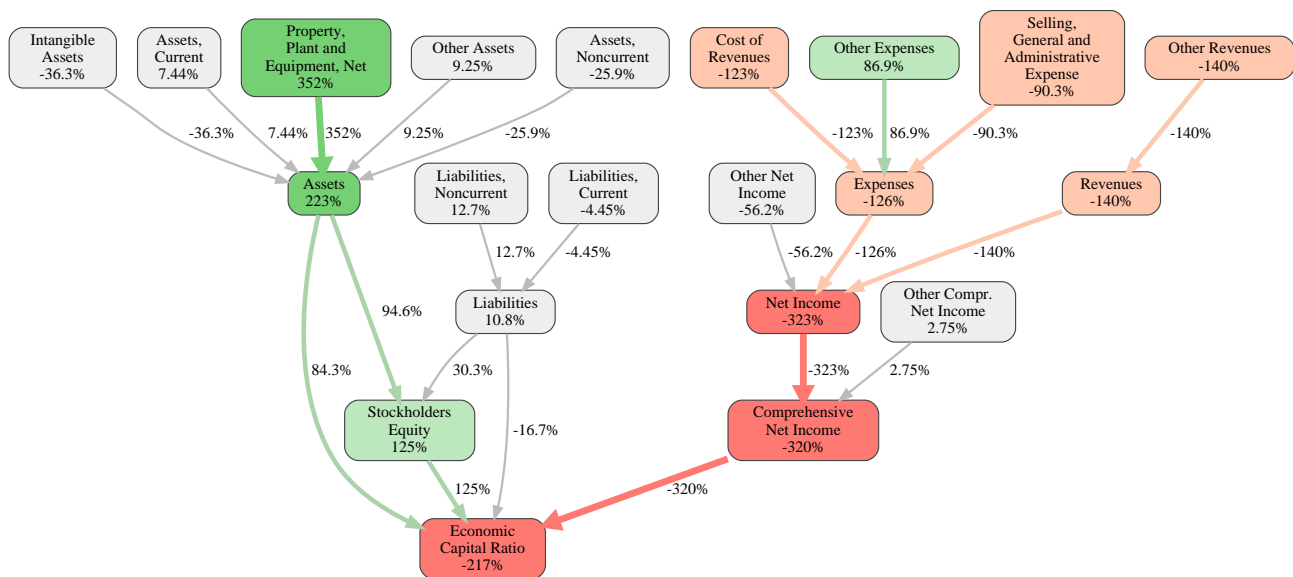 Intangible
Assets
-36.3%
Assets,
Current
7.44%
Property,
Plant and
Equipment, Net
352%
Other Assets
9.25%
Assets,
Noncurrent
-25.9%
Cost of
Revenues
-123%
Other Expenses
86.9%
Selling,
General and
Administrative
Expense
-90.3%
Other Revenues
-140%
-36.3%
7.44%
352%
9.25%
-25.9%
-123%
86.9%
-90.3%
-140%
Assets
223%
Liabilities,
Noncurrent
12.7%
Liabilities,
Current
-4.45%
Other Net
Income
-56.2%
Expenses
-126%
Revenues
-140%
12.7%
-4.45%
-56.2%
-126%
-140%
94.6%
Liabilities
10.8%
Net Income
-323%
Other Compr.
Net Income
2.75%
84.3%
30.3%
-323%
2.75%
Stockholders
Equity
125%
-16.7%
Comprehensive
Net Income
-320%
125%
-320%
Economic
Capital Ratio
-217%